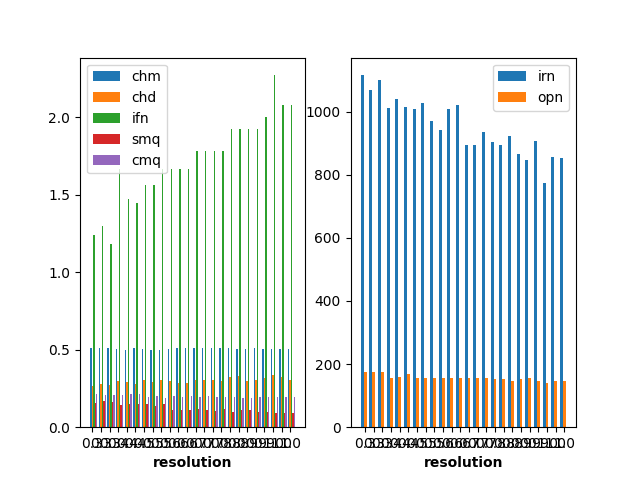 chm
chd
ifn
smq
cmq
2.0
1.5
1.0
0.5
0.0
resolution
irn
opn
1000
800
600
400
200
0
resolution